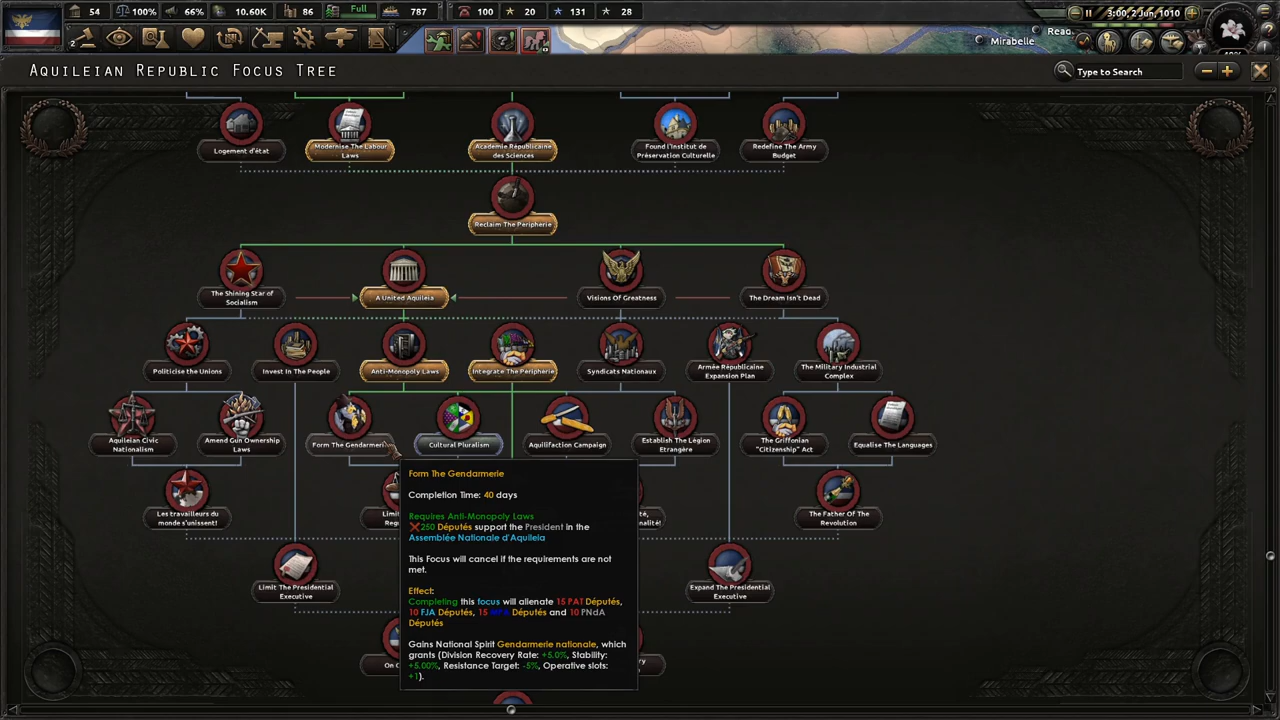 54
100%
66%
10.60K
86
Full
787
100
20
131
28
3:00, 2 Jun, 1010
Mirabelle
2
Aquileian Republic Focus Tree
Type to Search
Logement d'état
Modernise The Labour
Laws
Académie Républicaine
des Sciences
Found l'Institut de
Préservation Culturelle
Redefine The Army
Budget
Reclaim The Peripherie
The Shining Star of
Socialism
A United Aquileia
Visions Of Greatness
The Dream Isn't Dead
Politicise the Unions
Invest In The People
Anti-Monopoly Laws
Integrate The Peripherie
Syndicats Nationaux
Armée Républicaine
Expansion Plan
The Military Industrial
Complex
Aquileian Civic
Nationalism
Amend Gun Ownership
Laws
Form The Gendarmerie
Cultural Pluralism
Aquilifaction Campaign
Establish The Légion
Etrangère
The Griffonian
"Citizenship" Act
Equalise The Languages
Les travailleurs du
monde s'unissent!
The Father Of The
Revolution
Limit The Presidential
Executive
Expand The Presidential
Executive
Form The Gendarmerie
Completion Time: 40 days
Requires Anti-Monopoly Laws
250 Députés support the President in the
Assemblée Nationale d'Aquileia
This Focus will cancel if the requirements are not
met.
Effect:
Completing this focus will alienate 15 PAT Députés,
10 FJA Députés, 15 Députés and 10 PNdA
Députés
Gains National Spirit Gendarmerie nationale, which
grants (Division Recovery Rate: +5.0%, Stability:
+5.00%, Resistance Target: -5%, Operative slots:
+1).